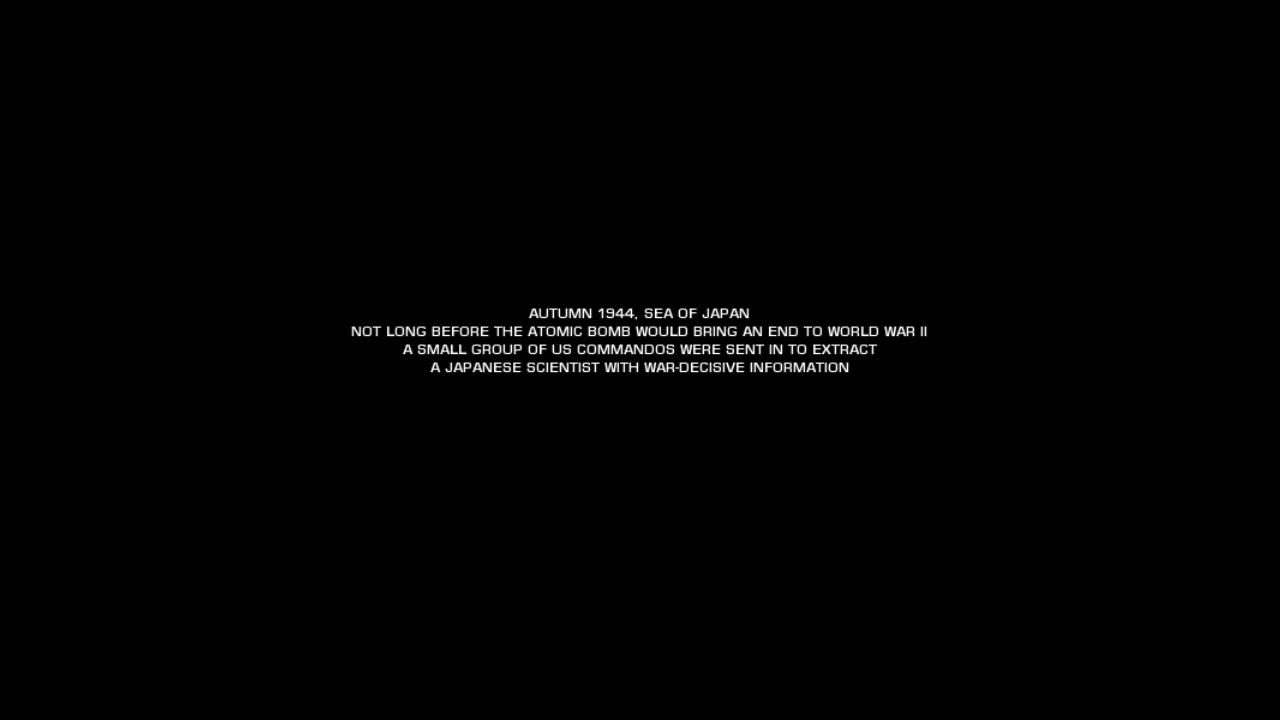 AUTUMN 1944, SEA OF JAPAN
NOT LONG BEFORE THE ATOMIC BOMB WOULD BRING AN END TO WORLD WAR II
A SMALL GROUP OF US COMMANDOS WERE SENT IN TO EXTRACT
A JAPANESE SCIENTIST WITH WAR-DECISIVE INFORMATION